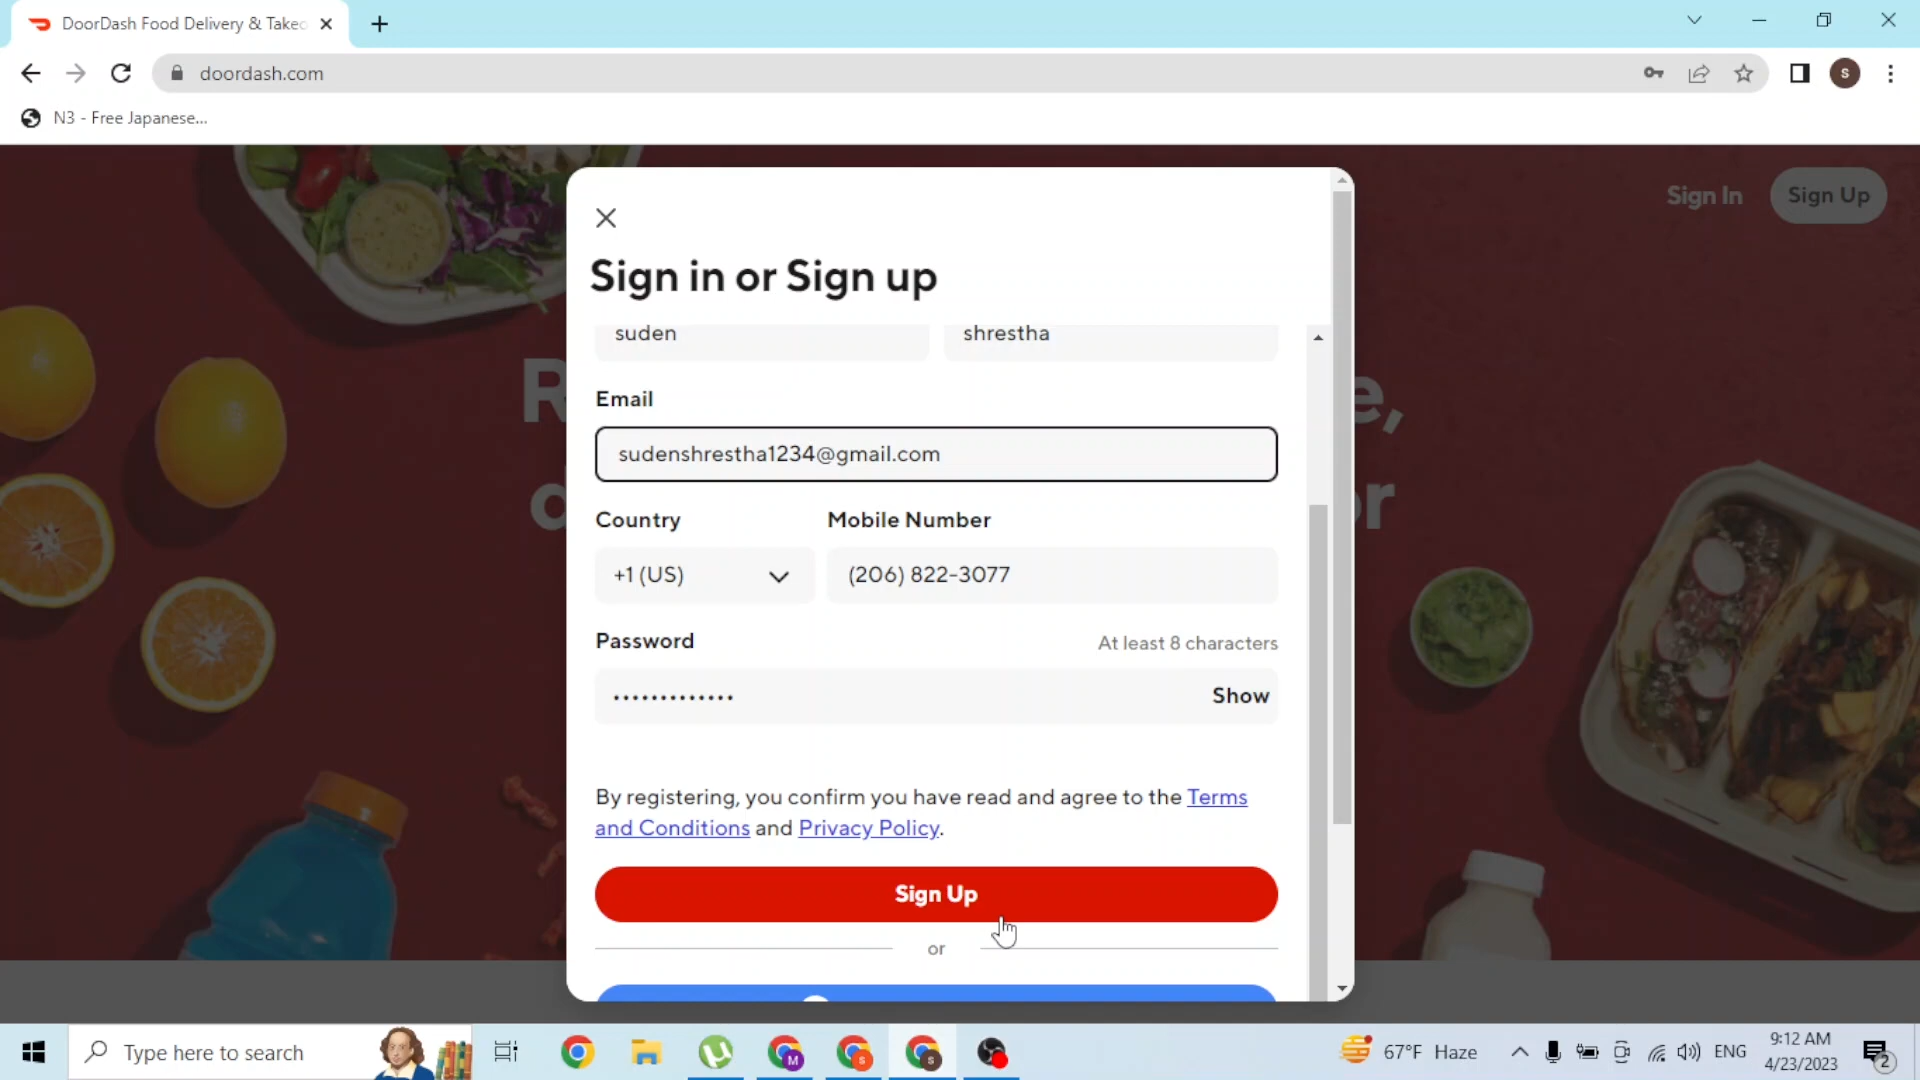 DoorDash Food Delivery & Takeo
doordash.com
S
N3 - Free Japanese...
Sign In
Sign Up
Sign in or Sign up
suden
shrestha
Email
sudenshrestha1234@gmail.com
Country
Mobile Number
+1 (US)
(206) 822-3077
Password
At least 8 characters
Show
By registering, you confirm you have read and agree to the Terms
and Conditions and Privacy Policy.
Sign Up
or
Type here to search
M
S
S
67°F Haze
ENG
9:12 AM
4/23/2023
2